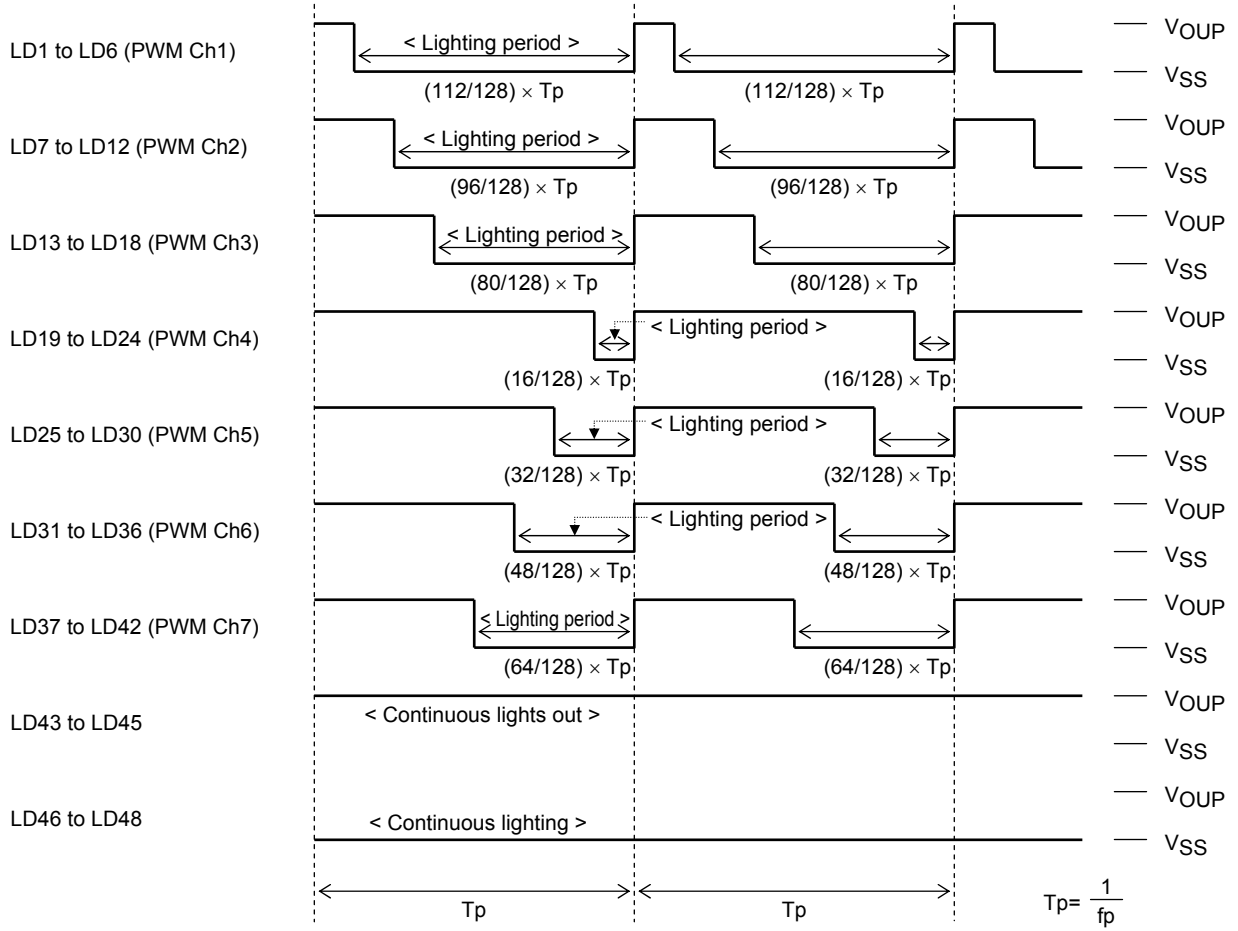 LD1 to LD6 (PWM Ch1)
< Lighting period >
(112/128) × Tp
(112/128) × Tp
VOUP
VSS
LD7 to LD12 (PWM Ch2)
< Lighting period >
(96/128) × Tp
(96/128) × Tp
VOUP
VSS
LD13 to LD18 (PWM Ch3)
< Lighting period >
(80/128) × Tp
(80/128) × Tp
VOUP
VSS
LD19 to LD24 (PWM Ch4)
< Lighting period >
(16/128) × Tp
(16/128) × Tp
VOUP
VSS
LD25 to LD30 (PWM Ch5)
< Lighting period >
(32/128) × Tp
(32/128) × Tp
VOUP
VSS
LD31 to LD36 (PWM Ch6)
< Lighting period >
(48/128) × Tp
(48/128) × Tp
VOUP
VSS
LD37 to LD42 (PWM Ch7)
< Lighting period >
(64/128) × Tp
(64/128) × Tp
VOUP
VSS
LD43 to LD45
< Continuous lights out >
VOUP
VSS
LD46 to LD48
< Continuous lighting >
VOUP
VSS
Tp
Tp
Tp= 1
fp